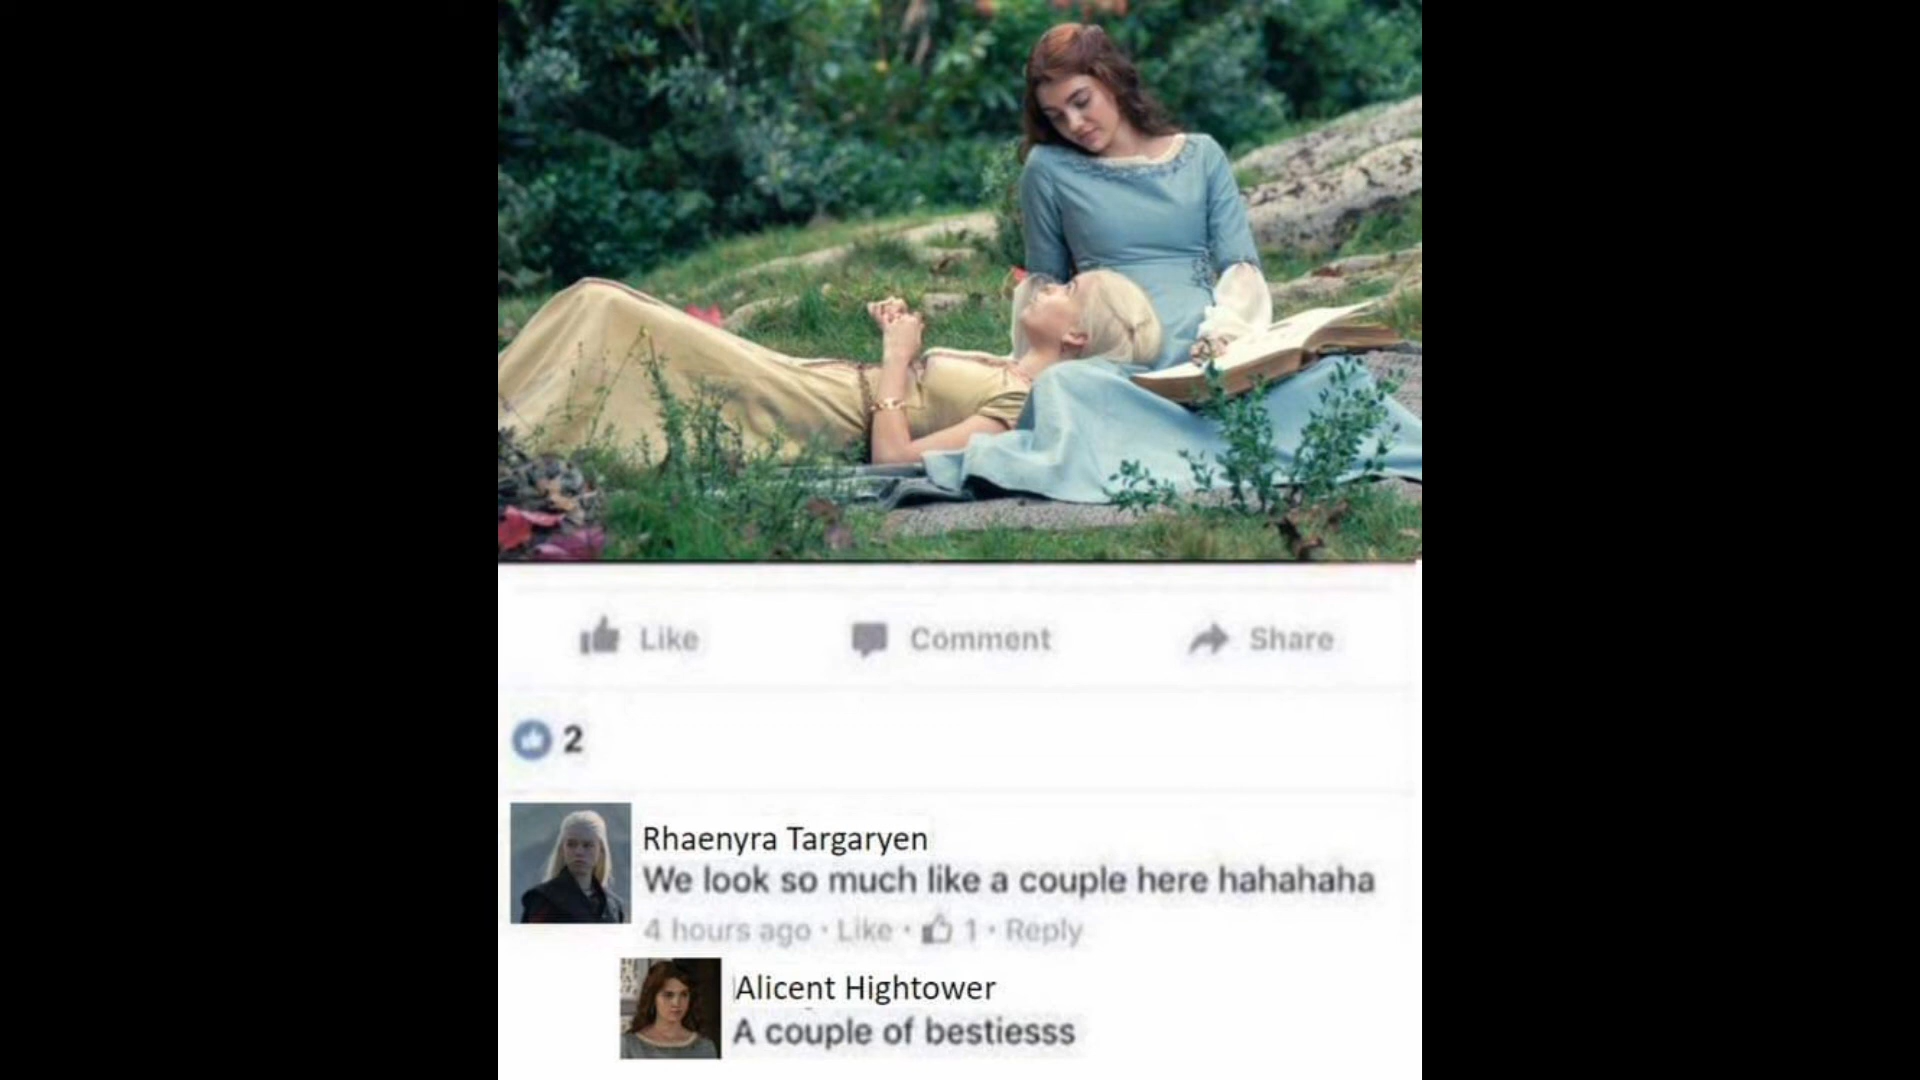 Like Comment Share
2
Rhaenyra Targaryen
We look so much like a couple here hahahaha
4 hours ago · Like · 1 · Reply
Alicent Hightower
A couple of bestiesss